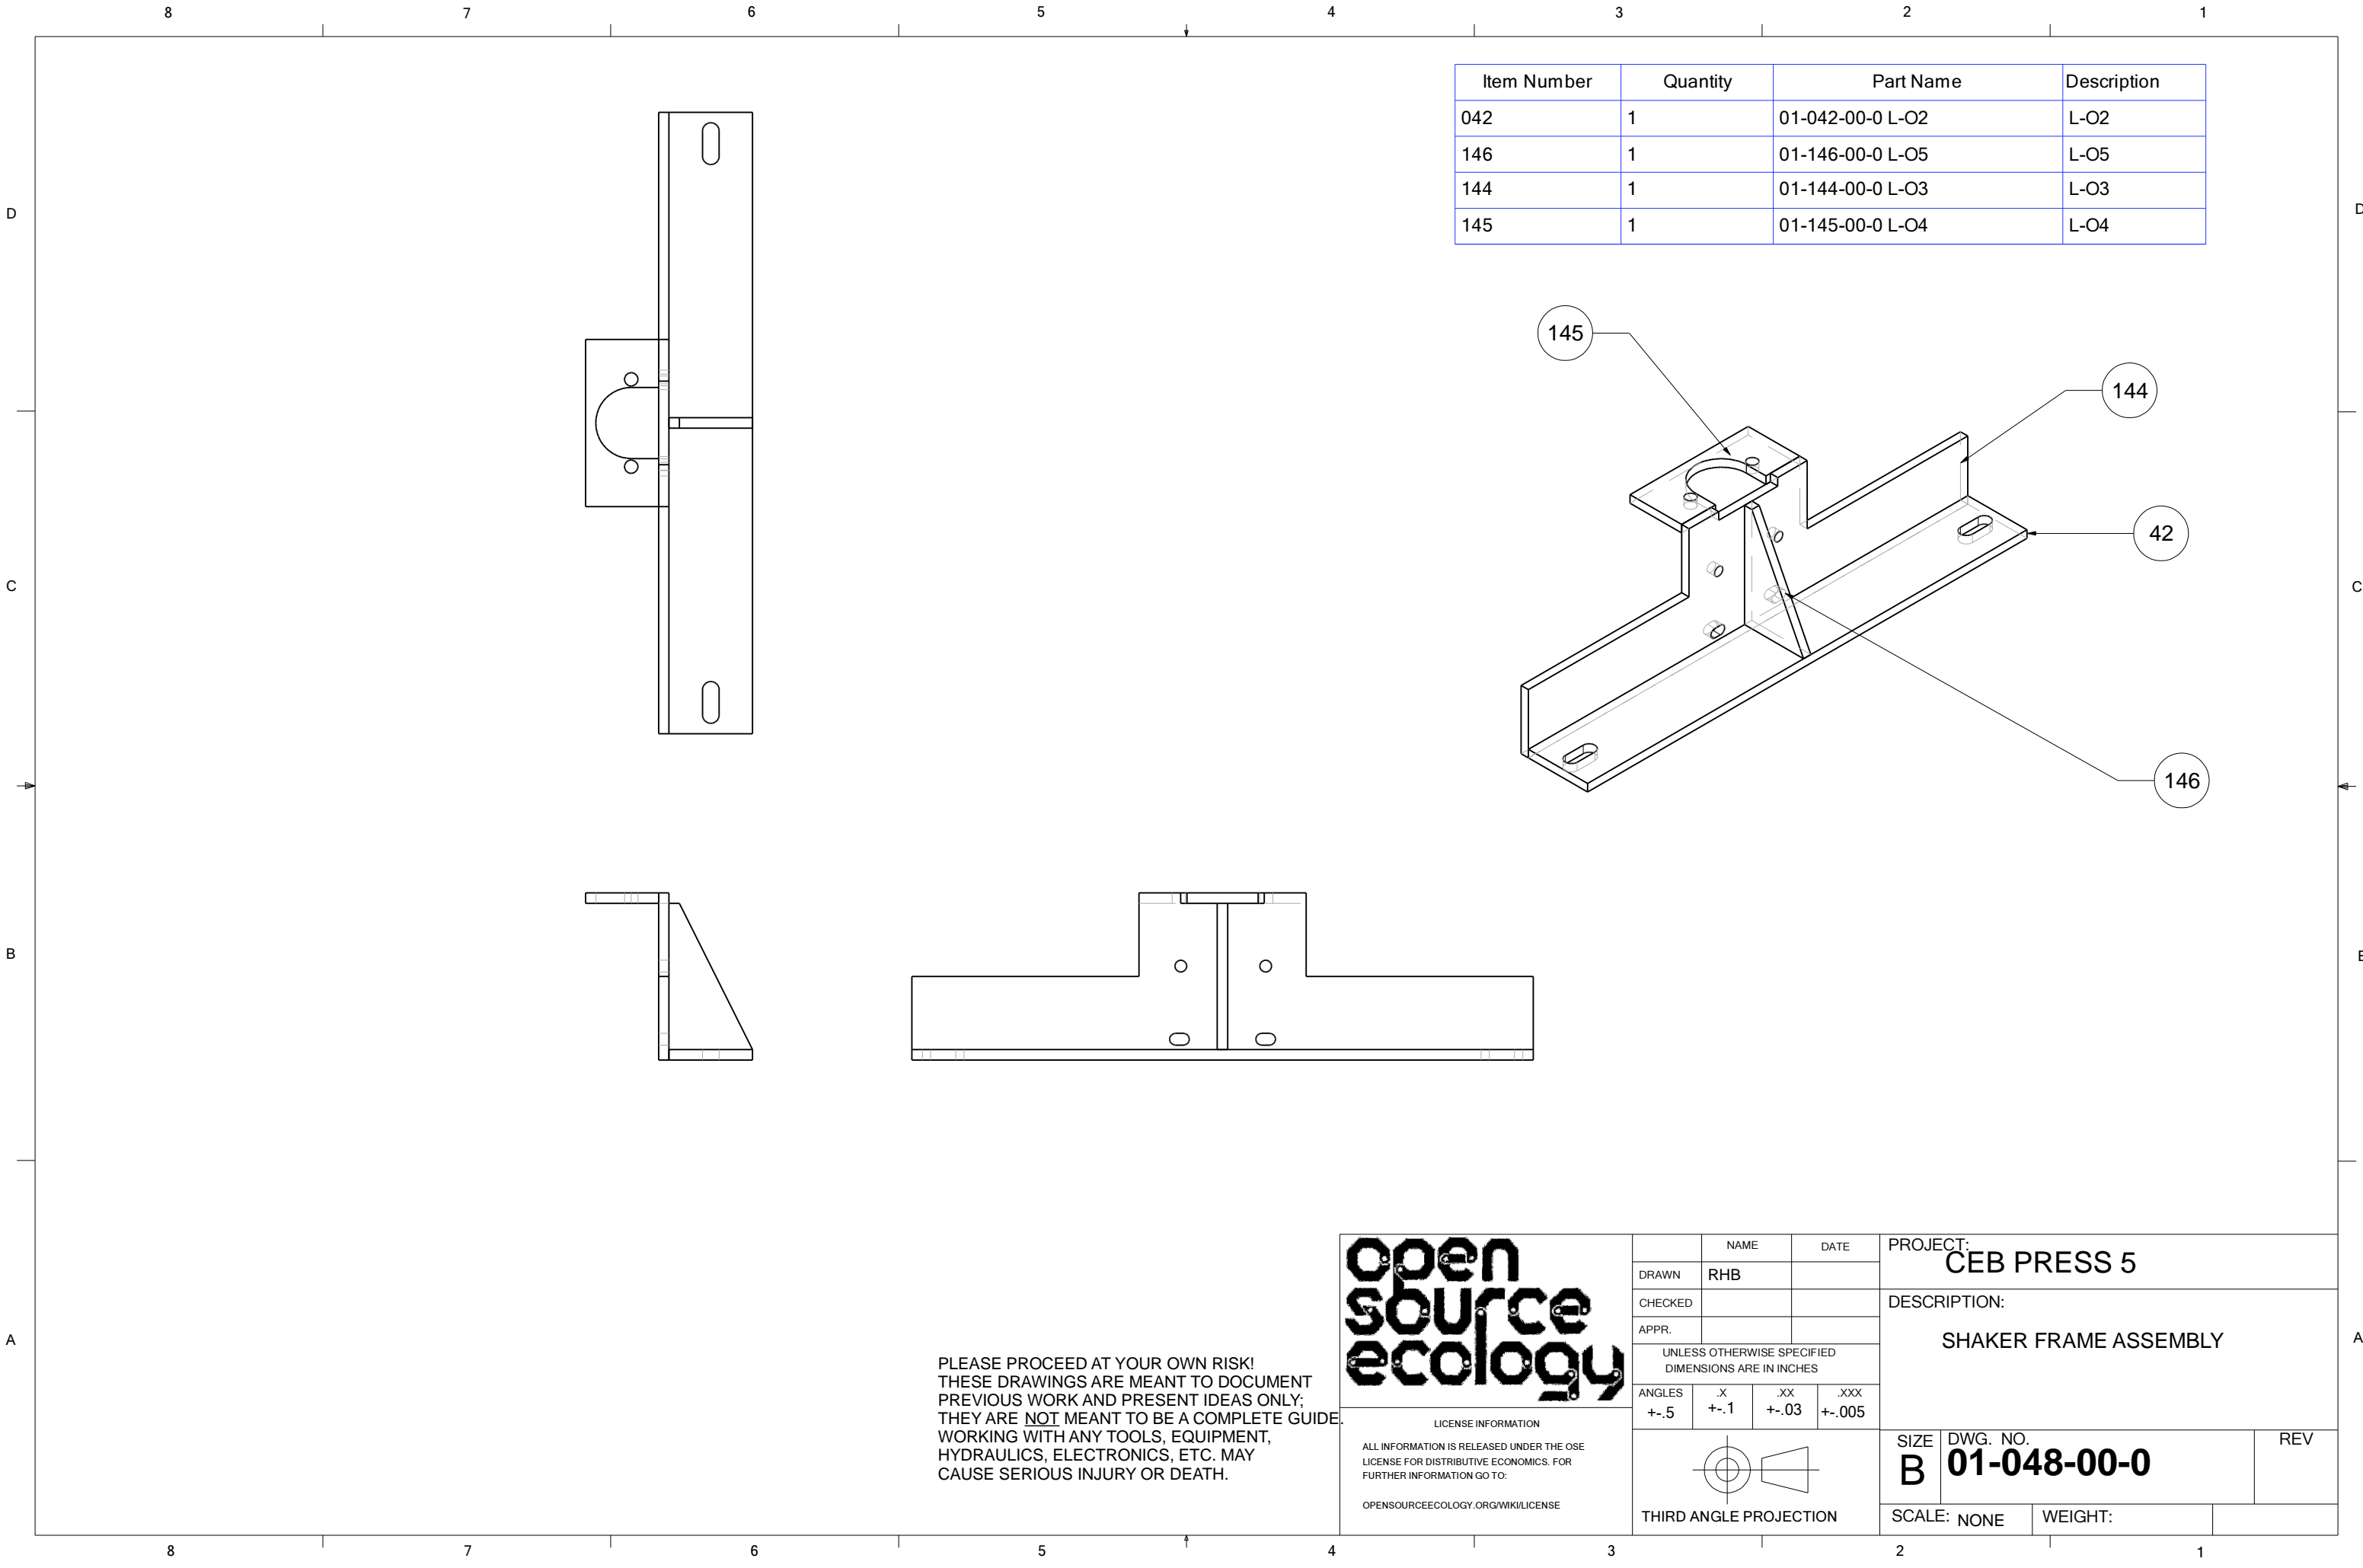 8 7 6 5 4 3 2 1
Item Number Quantity Part Name Description
042 1 01-042-00-0 L-O2 L-O2
146 1 01-146-00-0 L-O5 L-O5
144 1 01-144-00-0 L-O3 L-O3
145 1 01-145-00-0 L-O4 L-O4
D D
145
144
42
C C
146
B B
A A
PLEASE PROCEED AT YOUR OWN RISK!
THESE DRAWINGS ARE MEANT TO DOCUMENT
PREVIOUS WORK AND PRESENT IDEAS ONLY;
THEY ARE NOT MEANT TO BE A COMPLETE GUIDE.
WORKING WITH ANY TOOLS, EQUIPMENT,
HYDRAULICS, ELECTRONICS, ETC. MAY
CAUSE SERIOUS INJURY OR DEATH.
open
source
ecology
LICENSE INFORMATION
ALL INFORMATION IS RELEASED UNDER THE OSE
LICENSE FOR DISTRIBUTIVE ECONOMICS. FOR
FURTHER INFORMATION GO TO:
OPENSOURCEECOLOGY.ORG/WIKI/LICENSE
NAME DATE
DRAWN RHB
CHECKED
APPR.
UNLESS OTHERWISE SPECIFIED
DIMENSIONS ARE IN INCHES
ANGLES .X .XX .XXX
+-.5 +-.1 +-.03 +-.005
THIRD ANGLE PROJECTION
PROJECT:
CEB PRESS 5
DESCRIPTION:
SHAKER FRAME ASSEMBLY
SIZE DWG. NO. REV
B 01-048-00-0
SCALE: NONE WEIGHT:
8 7 6 5 4 3 2 1